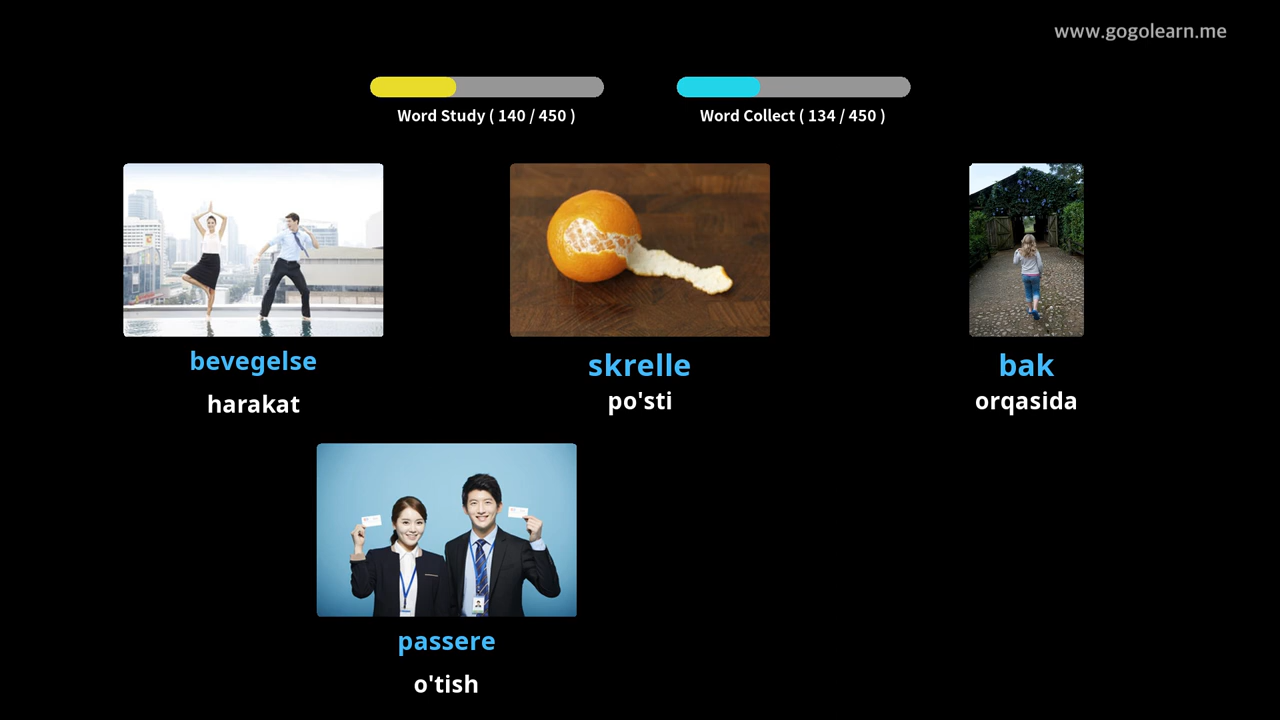 www.gogolearn.me
Word Study ( 140 / 450 )
Word Collect ( 134 / 450 )
bevegelse
harakat
skrelle
po'sti
bak
orqasida
passere
o'tish